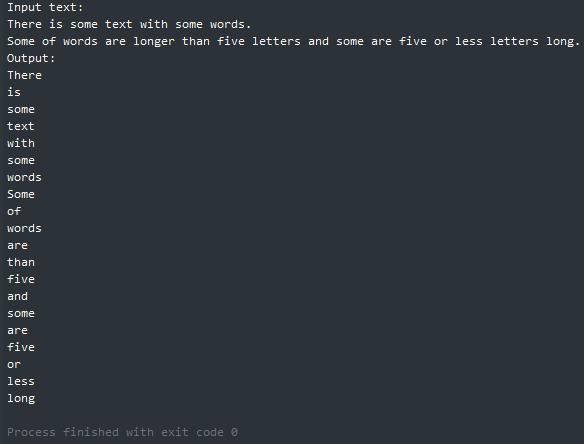 Input text:
There is some text with some words.
Some of words are longer than five letters and some are five or less letters long.
Output:
There
is
some
text
with
some
words
Some
of
words
are
than
five
and
some
are
five
or
less
long
Process finished with exit code 0